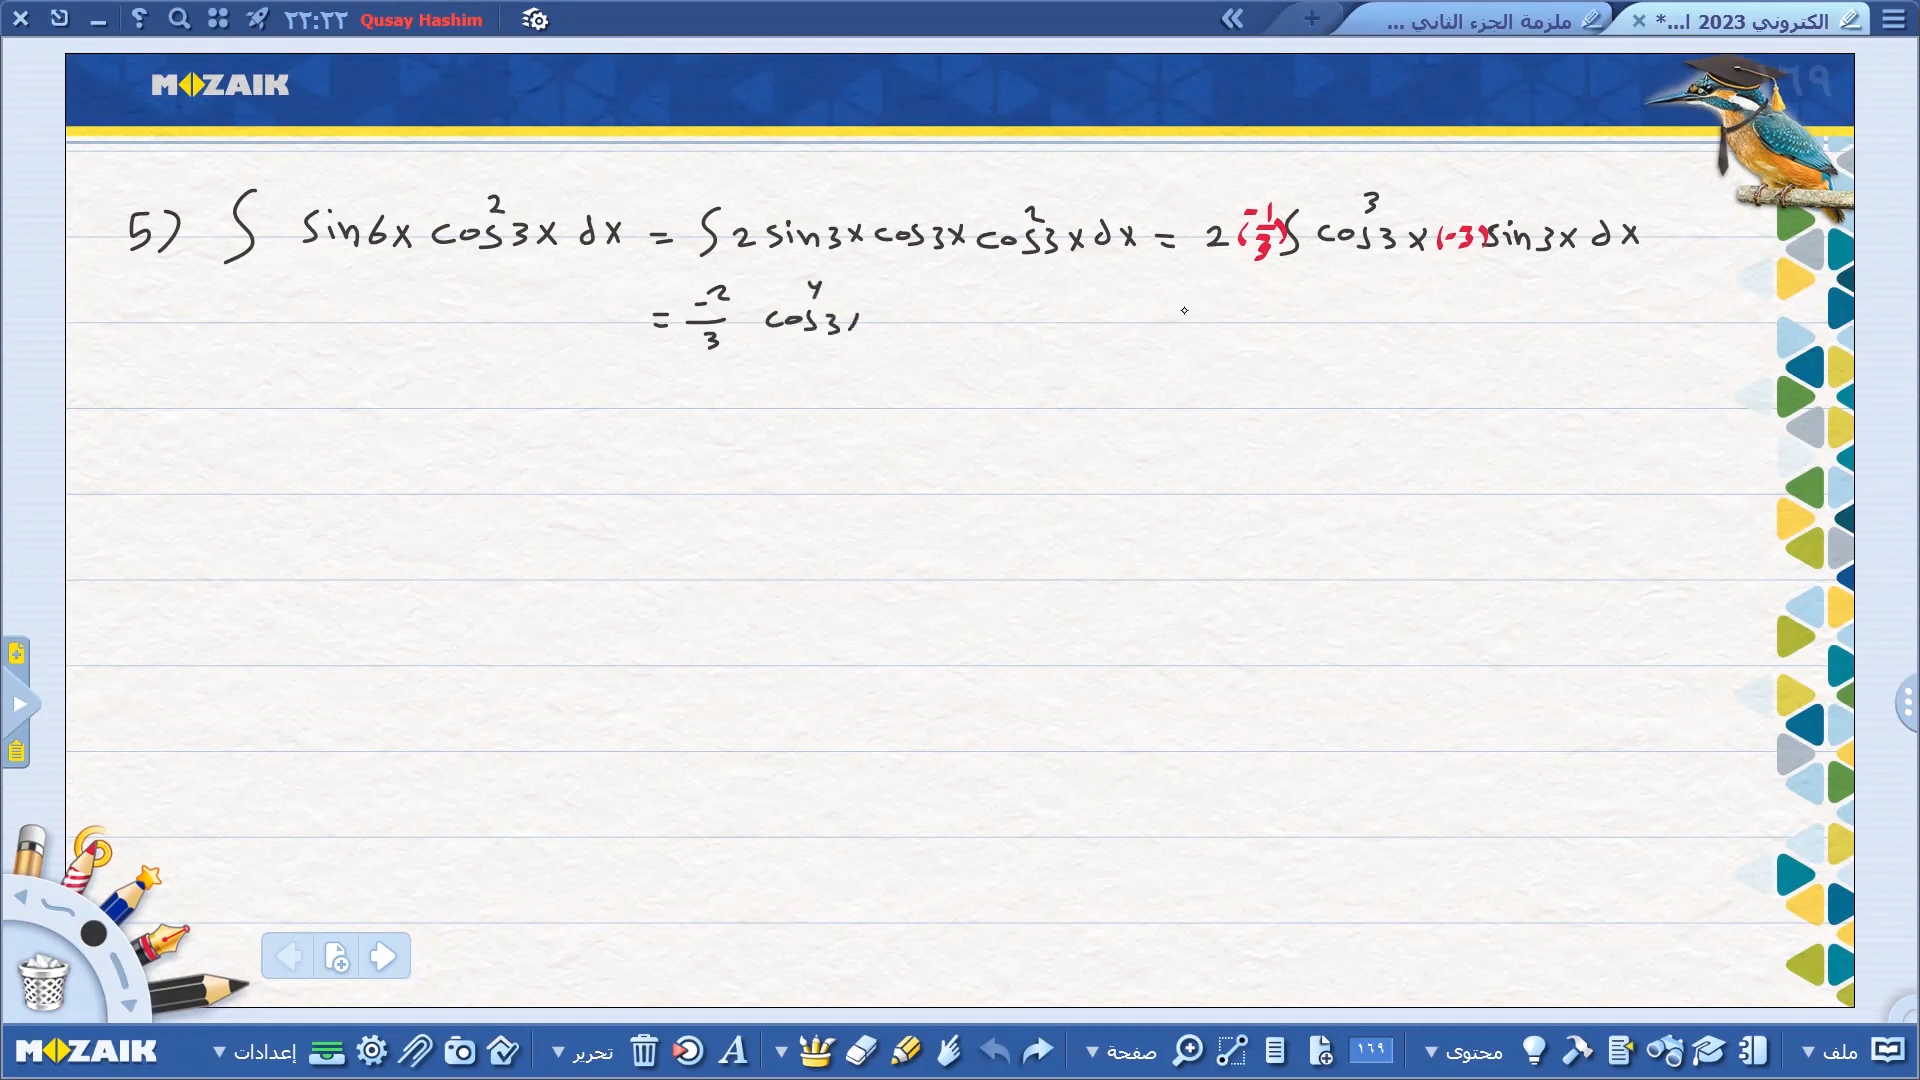 ٢٢:٢٢ Qusay Hashim ملزمة الجزء الثاني ... الكتروني 2023 ا...*
MOZAIK ١٦٩
5) ∫ sin6x cos²3x dx = ∫ 2 sin3x cos3x cos²3x dx = 2 (-1/3) ∫ cos³3x (-3) sin3x dx
= -2/3 cos⁴3
MOZAIK إعدادات تحرير صفحة ١٦٩ محتوى ملف